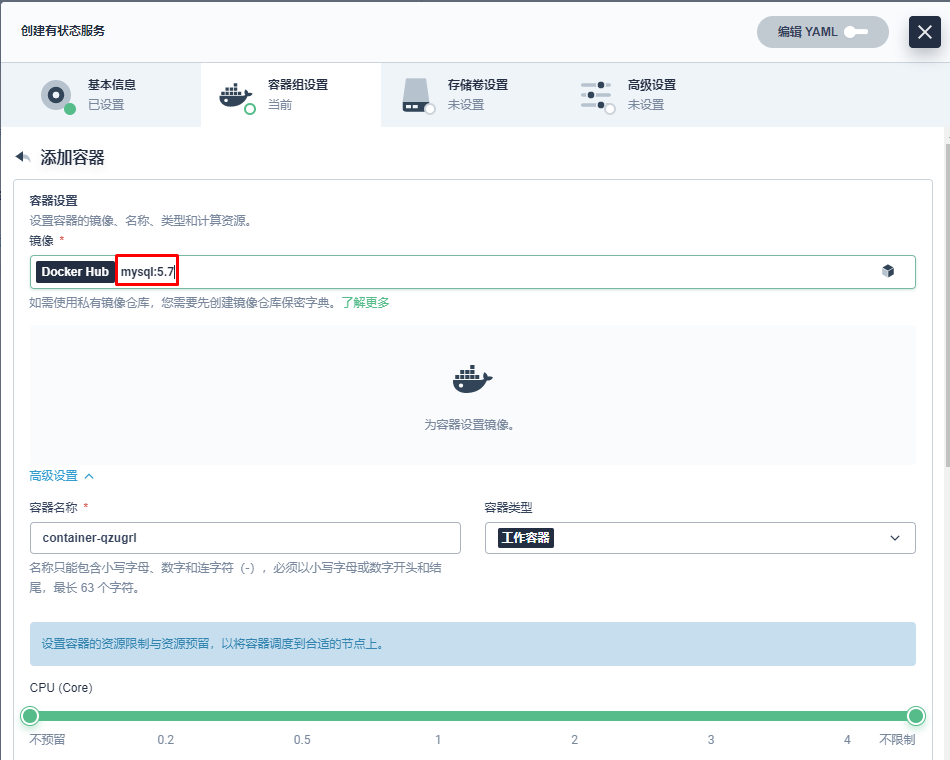 创建有状态服务
编辑 YAML
基本信息
已设置
容器组设置
当前
存储卷设置
未设置
高级设置
未设置
添加容器
容器设置
设置容器的镜像、名称、类型和计算资源。
镜像 *
Docker Hub mysql:5.7
如需使用私有镜像仓库，您需要先创建镜像仓库保密字典。了解更多
为容器设置镜像。
高级设置
容器名称 *
container-qzugrl
名称只能包含小写字母、数字和连字符（-），必须以小写字母或数字开头和结
尾，最长 63 个字符。
容器类型
工作容器
设置容器的资源限制与资源预留，以将容器调度到合适的节点上。
CPU (Core)
不预留 0.2 0.5 1 2 3 4 不限制